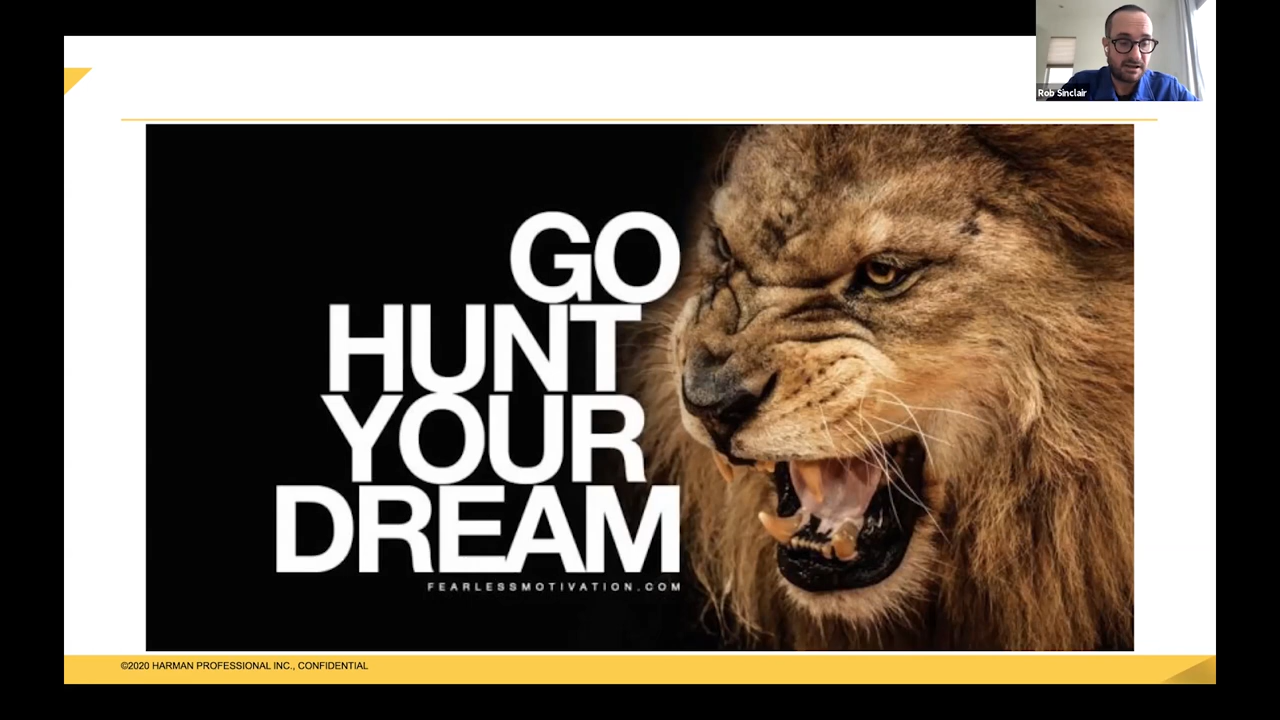 Rob Sinclair
GO
HUNT
YOUR
DREAM
FEARLESSMOTIVATION.COM
©2020 HARMAN PROFESSIONAL INC., CONFIDENTIAL